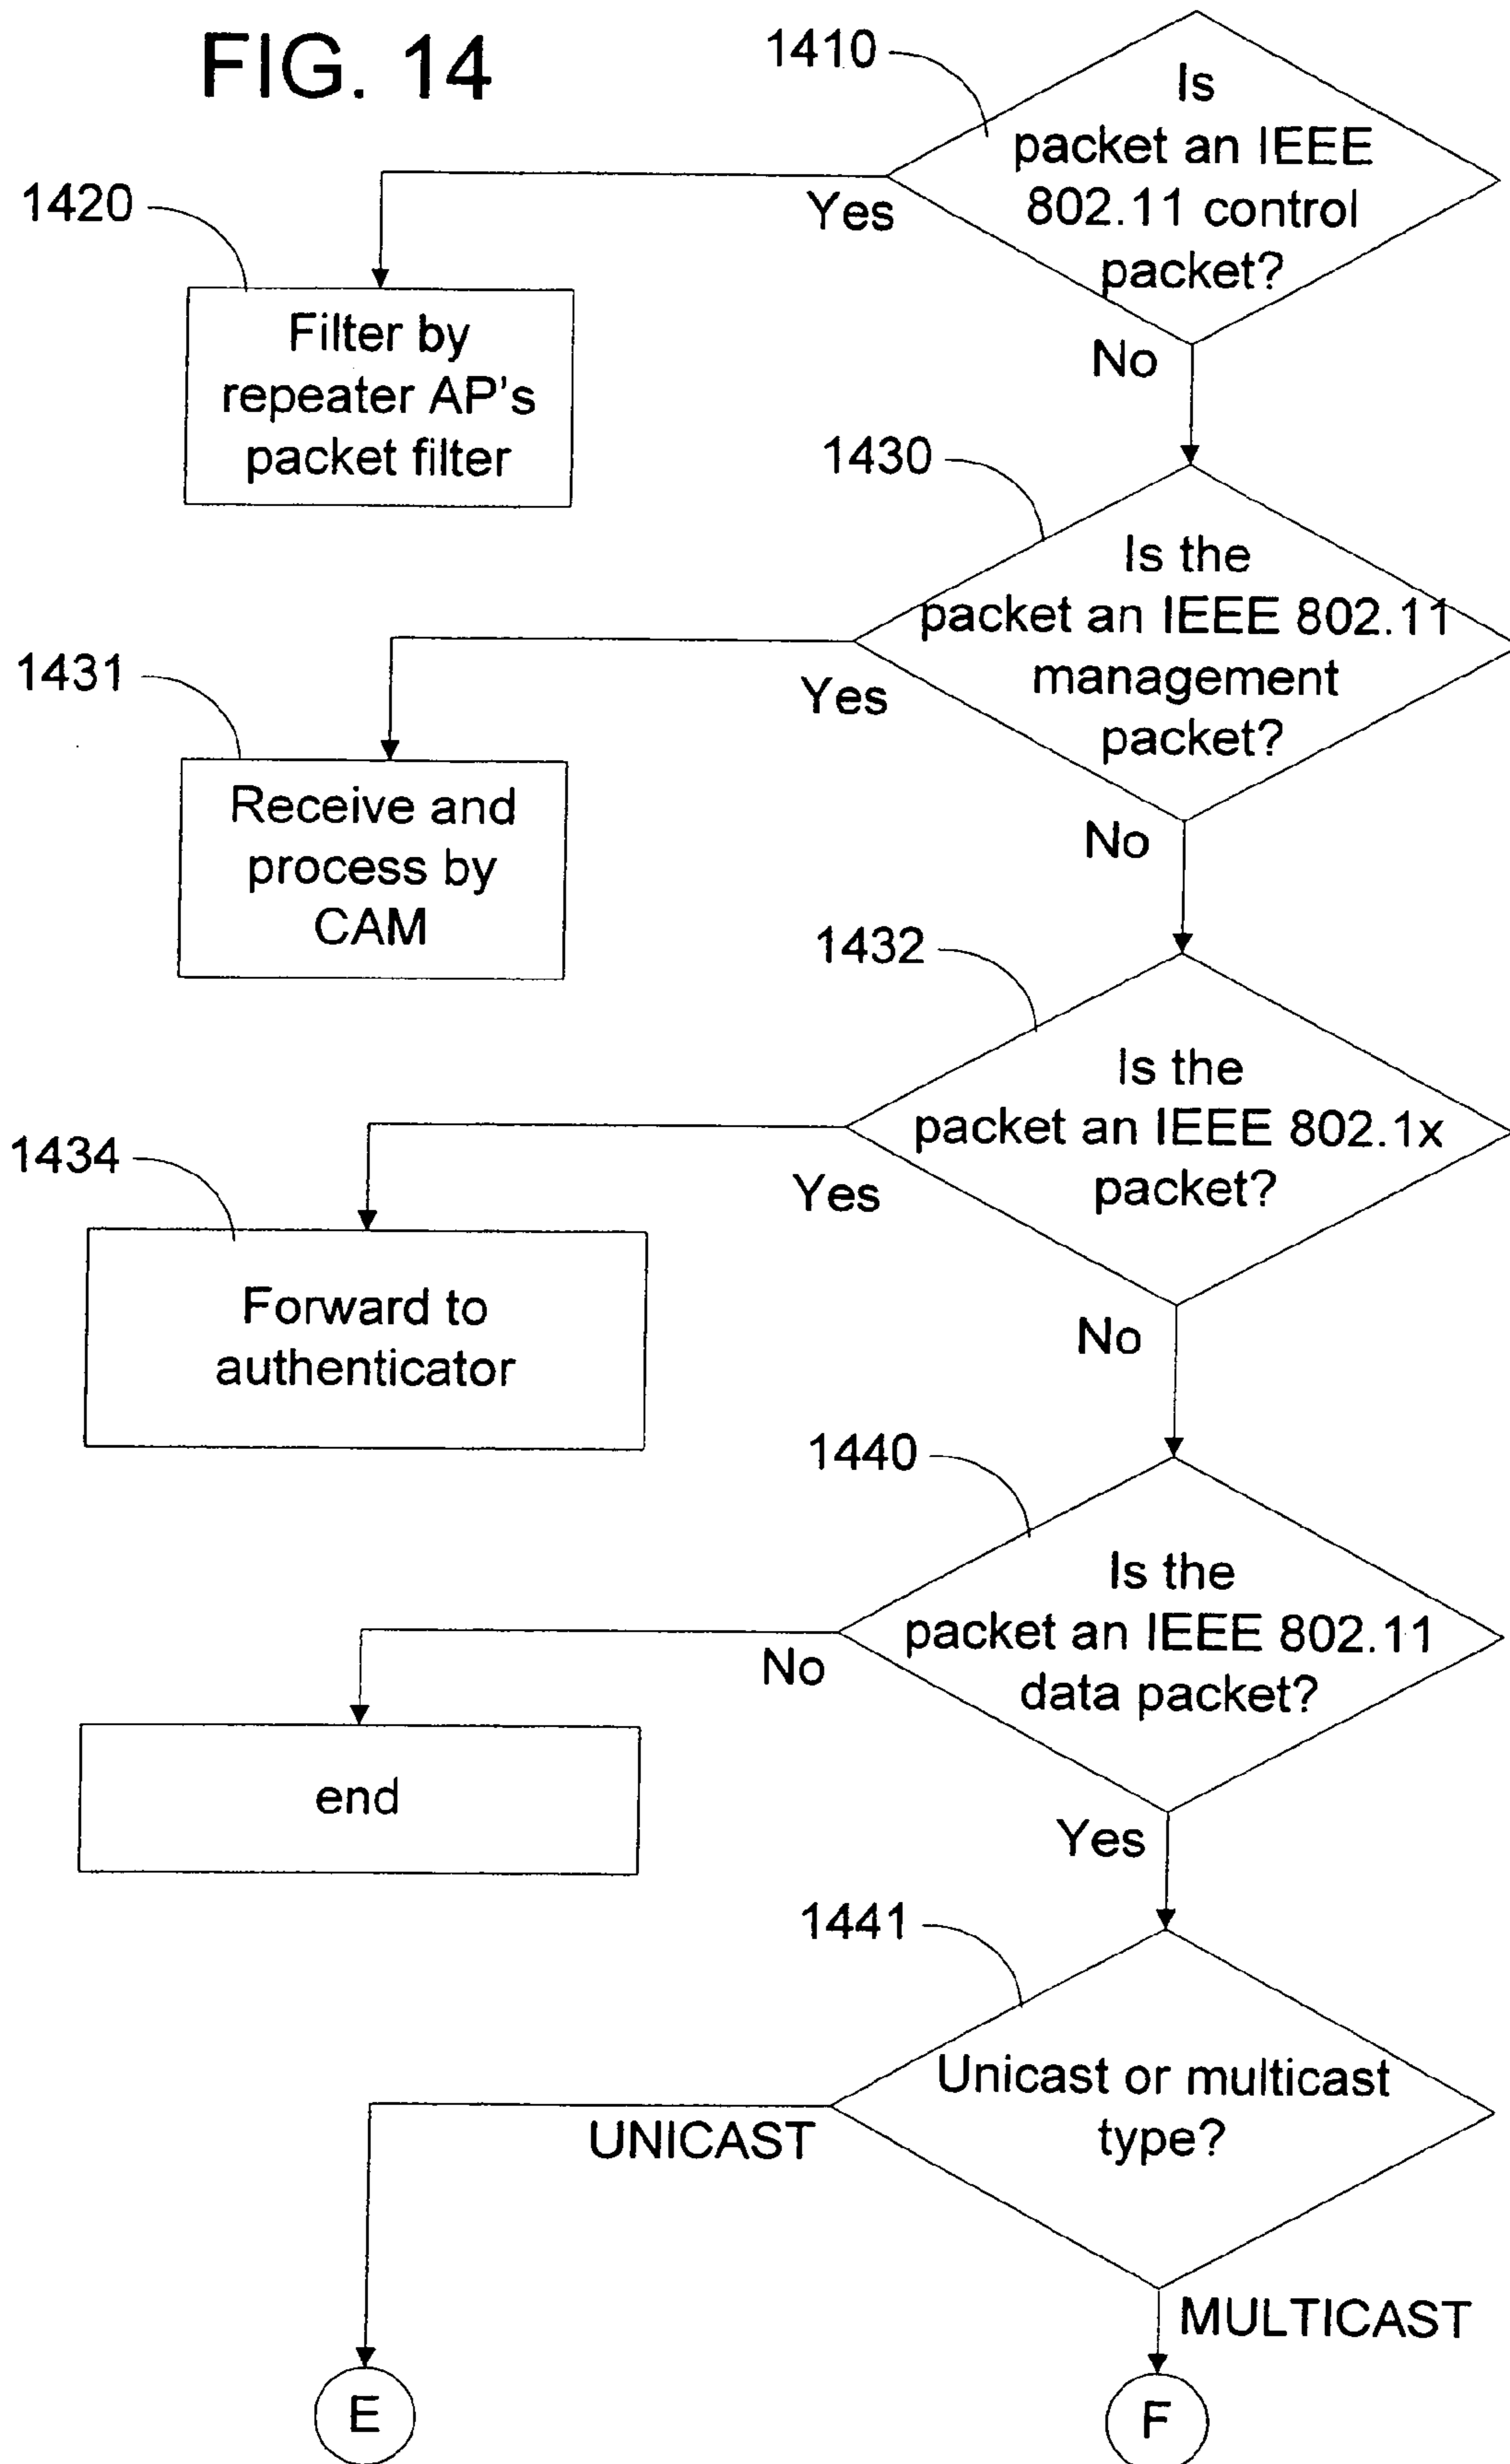 FIG. 14
1410
Is
packet an IEEE
802.11 control
packet?
Yes
No
1420
Filter by
repeater AP's
packet filter
1430
Is the
packet an IEEE 802.11
management
packet?
Yes
No
1431
Receive and
process by
CAM
1432
Is the
packet an IEEE 802.1x
packet?
Yes
No
1434
Forward to
authenticator
1440
Is the
packet an IEEE 802.11
data packet?
No
Yes
end
1441
Unicast or multicast
type?
UNICAST
MULTICAST
E
F